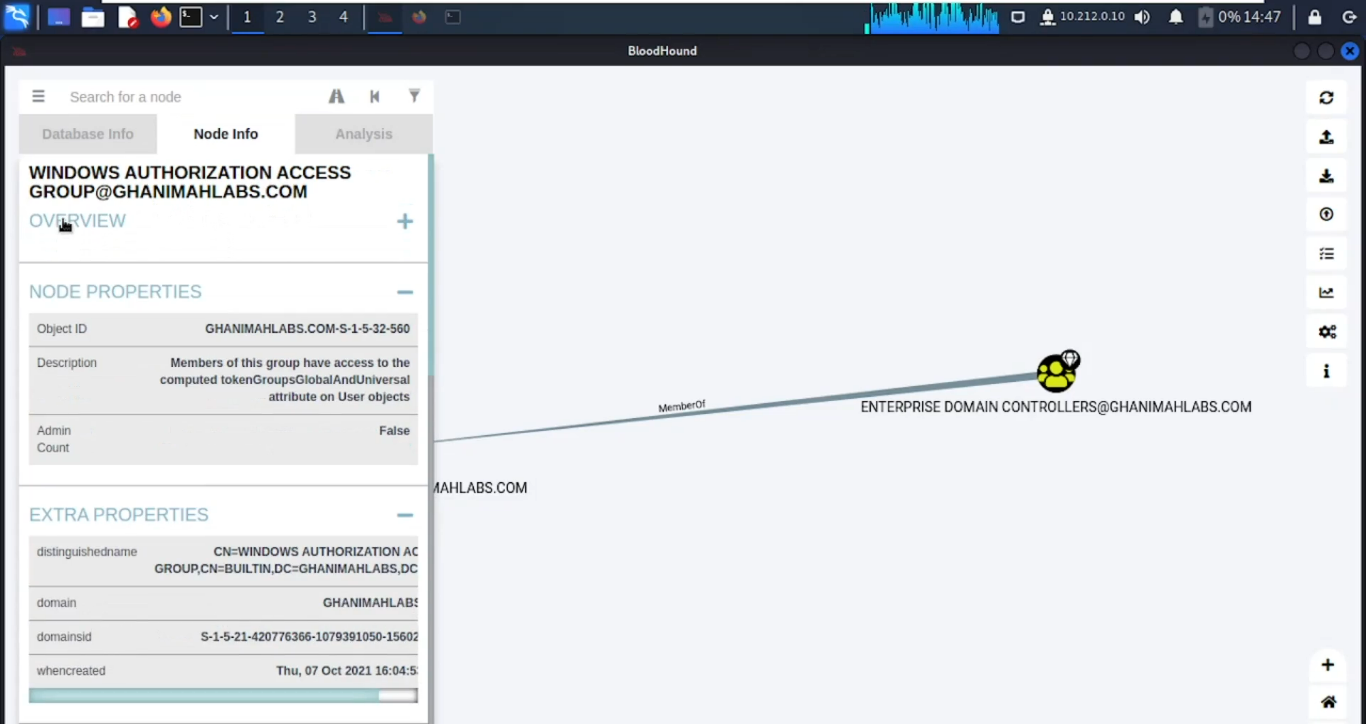 1 2 3 4
10.212.0.10
0% 14:47
BloodHound
Search for a node
Database Info
Node Info
Analysis
WINDOWS AUTHORIZATION ACCESS
GROUP@GHANIMAHLABS.COM
OVERVIEW
NODE PROPERTIES
Object ID GHANIMAHLABS.COM-S-1-5-32-560
Description Members of this group have access to the
computed tokenGroupsGlobalAndUniversal
attribute on User objects
Admin False
Count
EXTRA PROPERTIES
distinguishedname CN=WINDOWS AUTHORIZATION AC
GROUP,CN=BUILTIN,DC=GHANIMAHLABS,DC
domain GHANIMAHLABS
domainsid S-1-5-21-420776366-1079391050-15602
whencreated Thu, 07 Oct 2021 16:04:5
MemberOf
ENTERPRISE DOMAIN CONTROLLERS@GHANIMAHLABS.COM
MAHLABS.COM